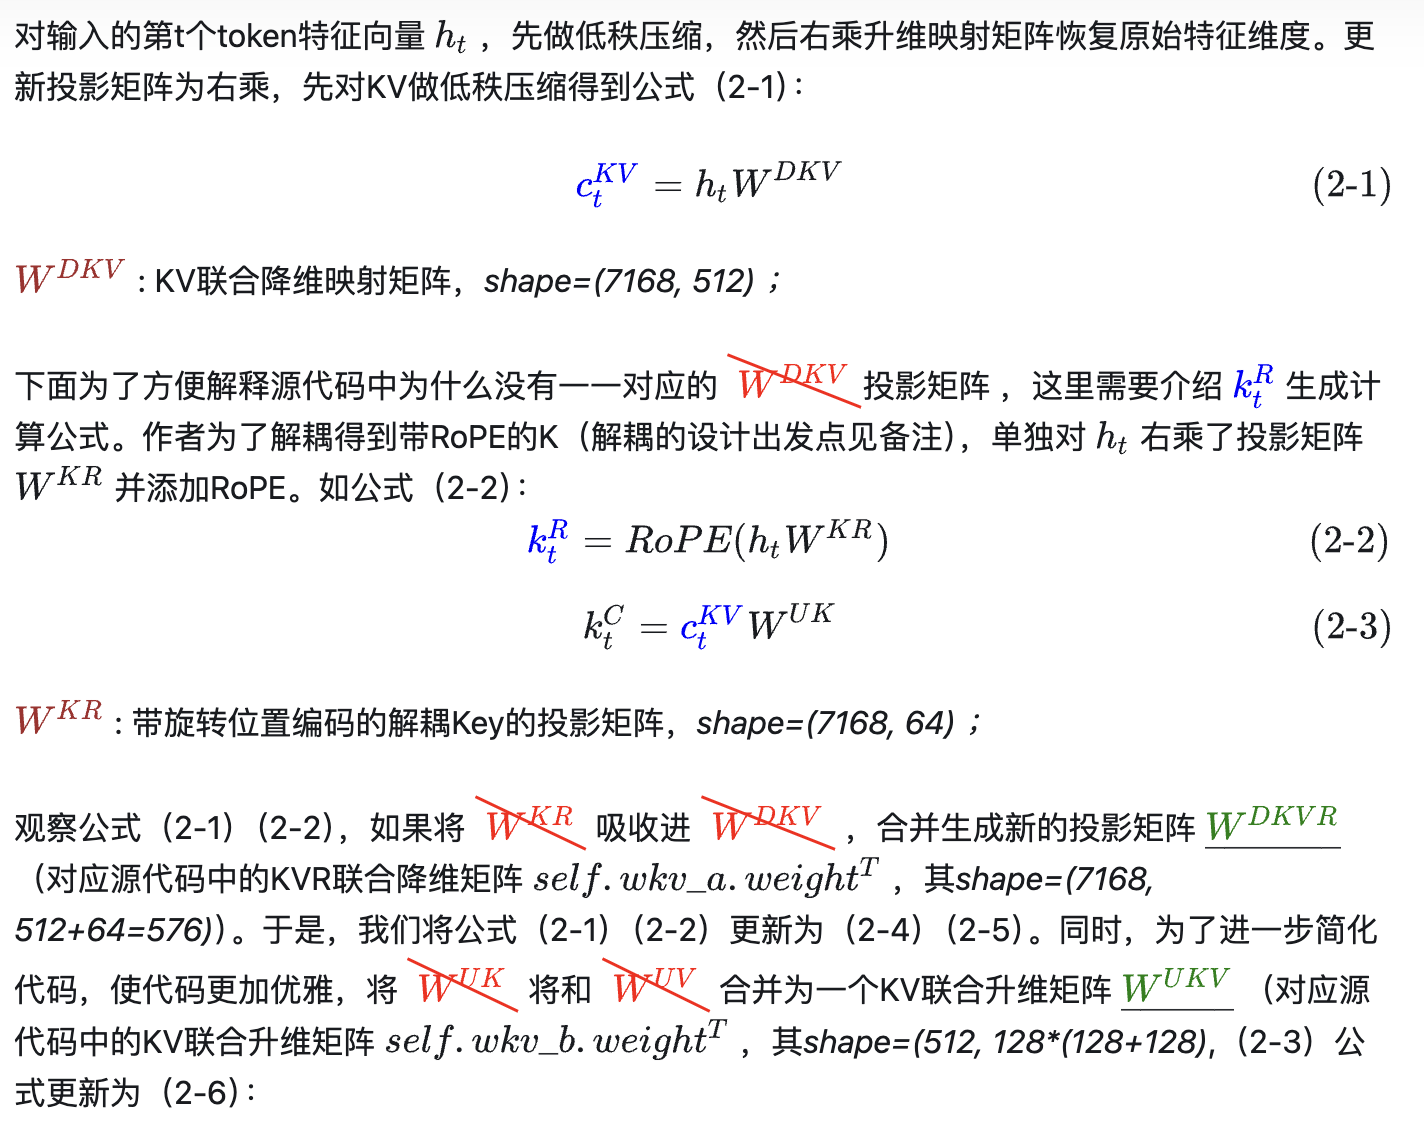 对输入的第t个token特征向量 h_t ，先做低秩压缩，然后右乘升维映射矩阵恢复原始特征维度。更
新投影矩阵为右乘，先对KV做低秩压缩得到公式（2-1）：
c_t^{KV} = h_t W^{DKV} (2-1)
W^{DKV} : KV联合降维映射矩阵，shape=(7168, 512) ；
下面为了方便解释源代码中为什么没有一一对应的 W^{DKV} 投影矩阵 ，这里需要介绍 k_t^R 生成计
算公式。作者为了解耦得到带RoPE的K（解耦的设计出发点见备注），单独对 h_t 右乘了投影矩阵
W^{KR} 并添加RoPE。如公式（2-2）：
k_t^R = RoPE(h_t W^{KR}) (2-2)
k_t^C = c_t^{KV} W^{UK} (2-3)
W^{KR} : 带旋转位置编码的解耦Key的投影矩阵，shape=(7168, 64) ；
观察公式（2-1）（2-2），如果将 W^{KR} 吸收进 W^{DKV} ，合并生成新的投影矩阵 W^{DKVR}
（对应源代码中的KVR联合降维矩阵 self.wkv_a.weight^T ，其shape=(7168,
512+64=576)）。于是，我们将公式（2-1）（2-2）更新为（2-4）（2-5）。同时，为了进一步简化
代码，使代码更加优雅，将 W^{UK} 将和 W^{UV} 合并为一个KV联合升维矩阵 W^{UKV} （对应源
代码中的KV联合升维矩阵 self.wkv_b.weight^T ，其shape=(512, 128*(128+128)，（2-3）公
式更新为（2-6）：